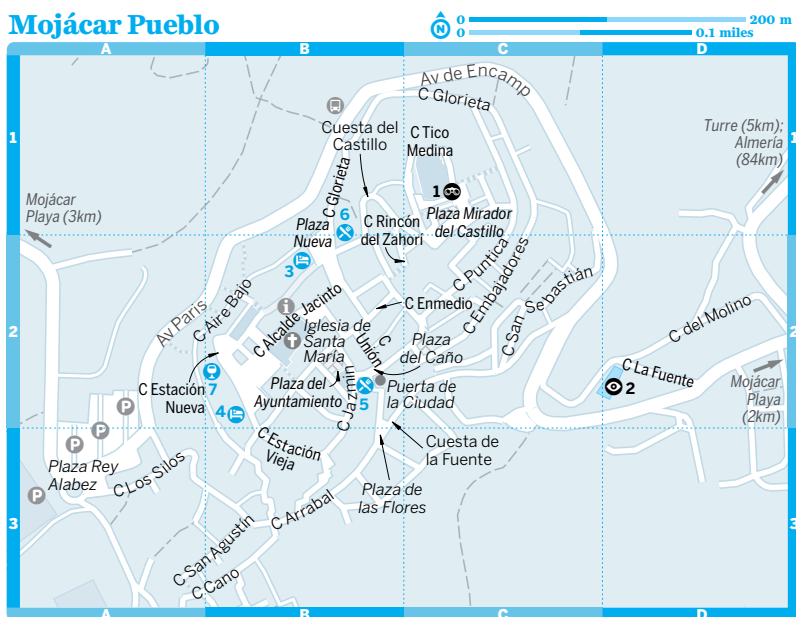 Mojácar Pueblo
N
0 200 m
0 0.1 miles
A B C D
1
1
Av de Encamp
C Glorieta
Cuesta del
Castillo
C Tico
Medina
Turre (5km);
Almería
(84km)
C Glorieta
1
Plaza Mirador
del Castillo
Mojácar
Playa (3km)
6
Plaza
Nueva
C Rincón
del Zahorí
3
C Puntica
C Embajadores
C San Sebastián
2
2
Av París
C Aire Bajo
i
C Alcalde Jacinto
C Enmedio
Iglesia de
Santa
María
C
Unión
Plaza
del Caño
C del Molino
C La Fuente
2
Mojácar
Playa
(2km)
C Estación
Nueva
7
Plaza del
Ayuntamiento
C Jazmín
5
Puerta de
la Ciudad
4
P
P
P
P
Plaza Rey
Alabez
C Los Silos
C Estación
Vieja
Cuesta de
la Fuente
Plaza de
las Flores
3
3
C Arrabal
C San Agustín
C Cano
A B C D